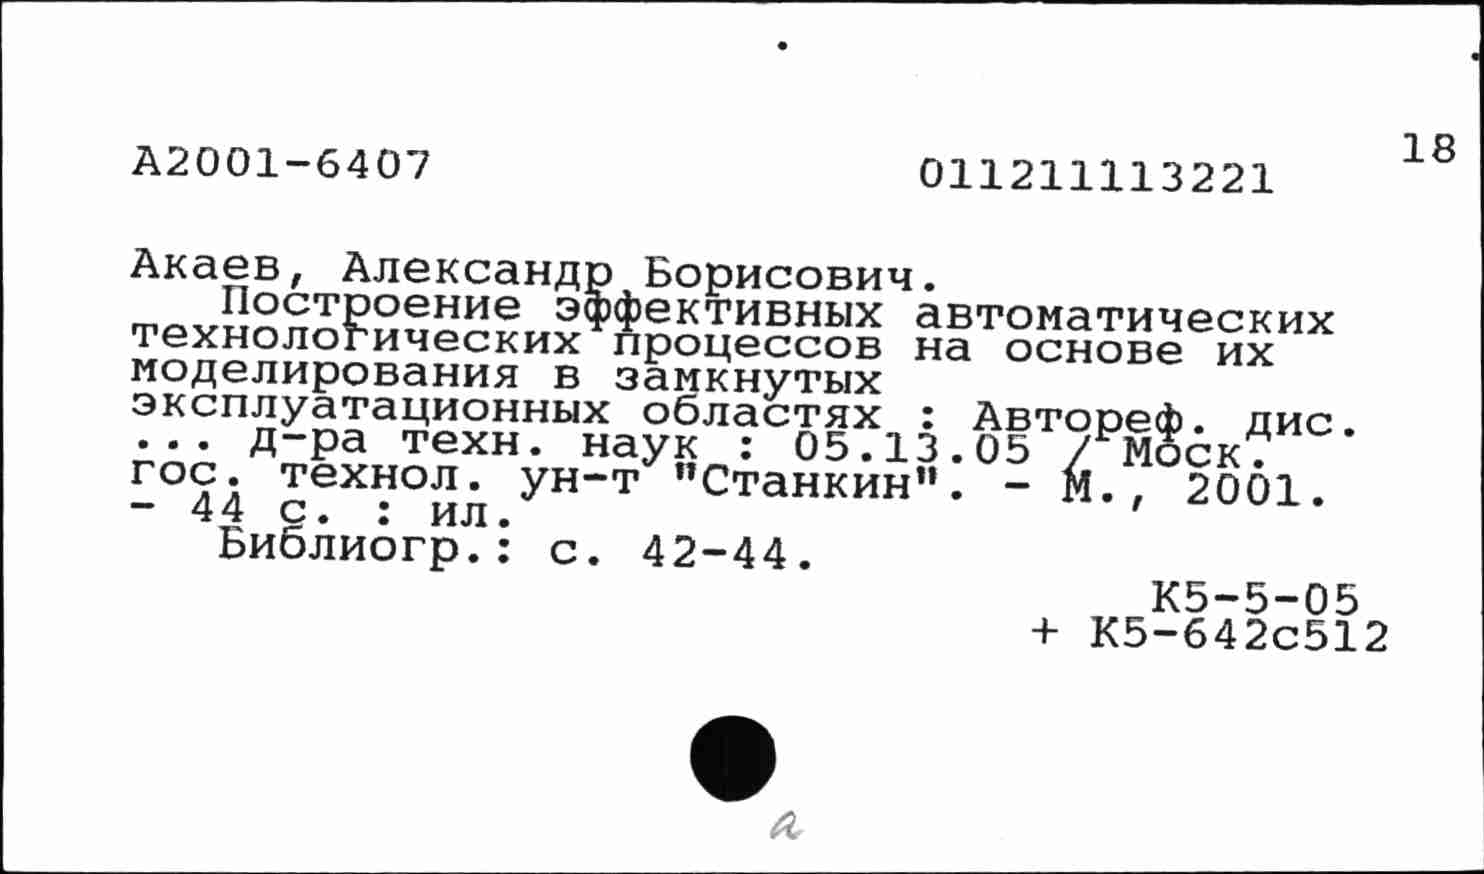 18
А2001-6407 011211113221
Акаев, Александр Борисович.
Построение эффективных автоматических
технологических процессов на основе их
моделирования в замкнутых
эксплуатационных областях : Автореф. дис.
... д-ра техн. наук : 05.13.05 / Моск.
гос. технол. ун-т "Станкин". - М., 2001.
- 44 с. : ил.
Библиогр.: с. 42-44.
К5-5-05
+ К5-642с512
а